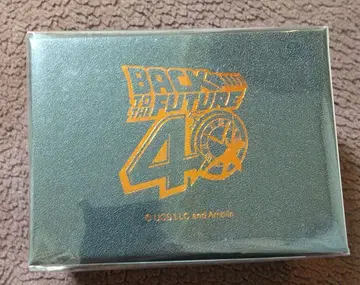 BACK
TO THE
FUTURE
40
© UCS LLC and Amblin